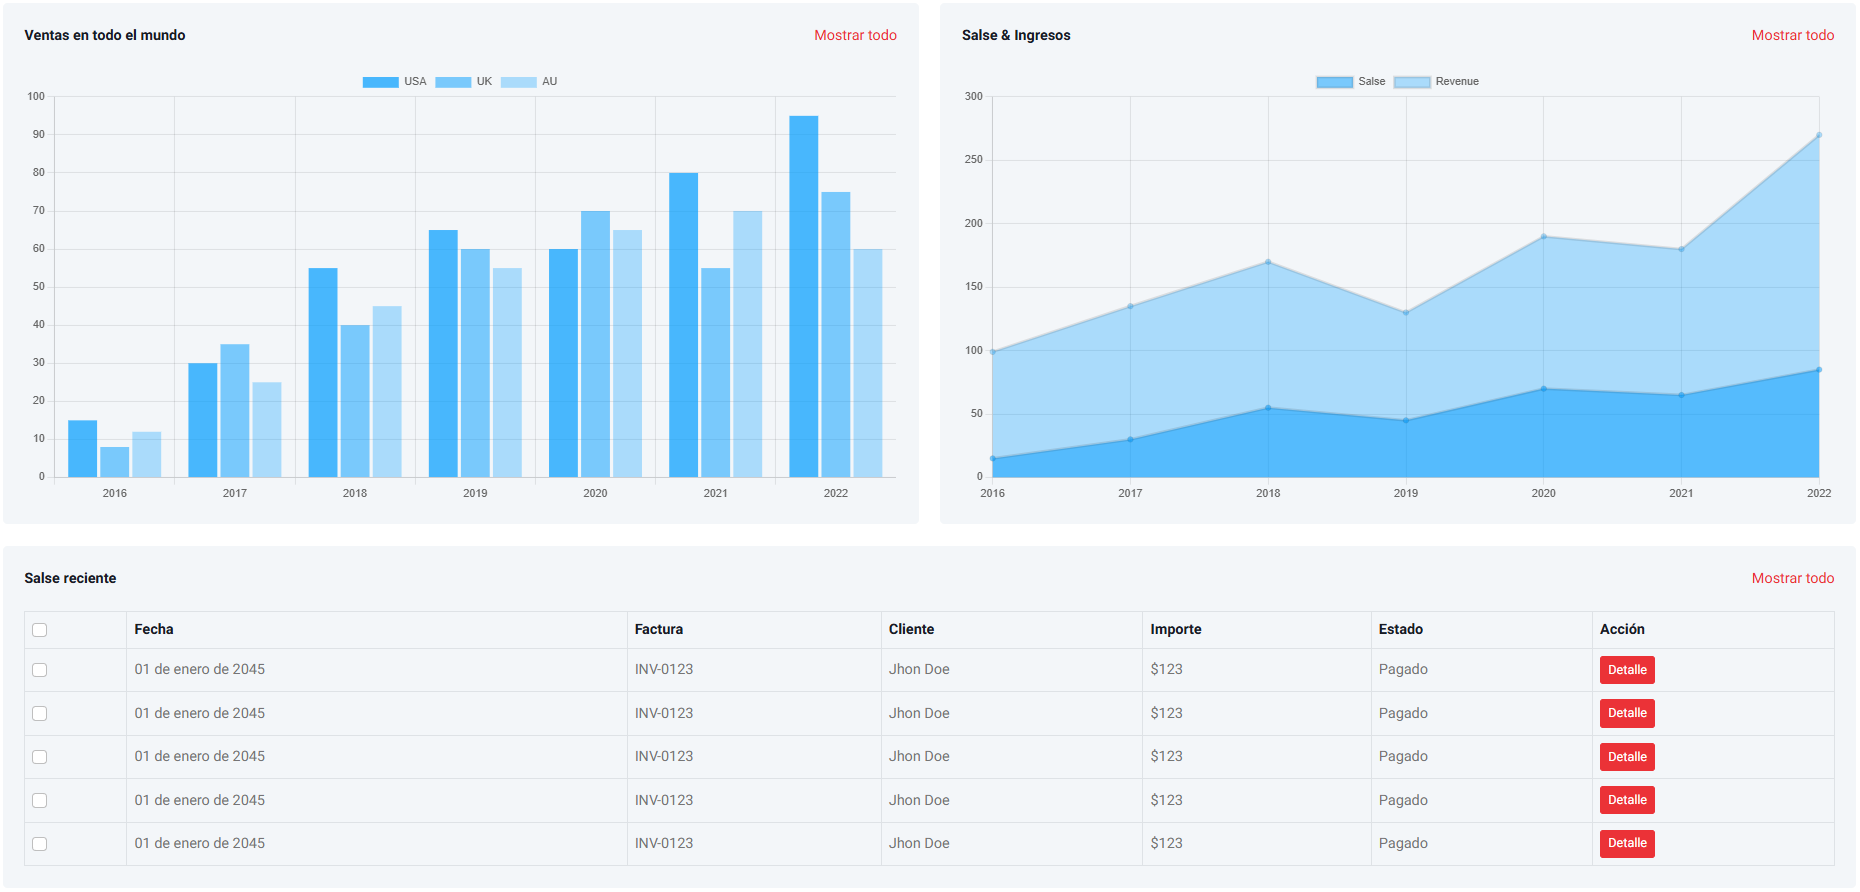 Ventas en todo el mundo
Mostrar todo
USA UK AU
100
90
80
70
60
50
40
30
20
10
0
2016 2017 2018 2019 2020 2021 2022
Salse & Ingresos
Mostrar todo
Salse Revenue
300
250
200
150
100
50
0
2016 2017 2018 2019 2020 2021 2022
Salse reciente
Mostrar todo
Fecha Factura Cliente Importe Estado Acción
01 de enero de 2045 INV-0123 Jhon Doe $123 Pagado Detalle
01 de enero de 2045 INV-0123 Jhon Doe $123 Pagado Detalle
01 de enero de 2045 INV-0123 Jhon Doe $123 Pagado Detalle
01 de enero de 2045 INV-0123 Jhon Doe $123 Pagado Detalle
01 de enero de 2045 INV-0123 Jhon Doe $123 Pagado Detalle